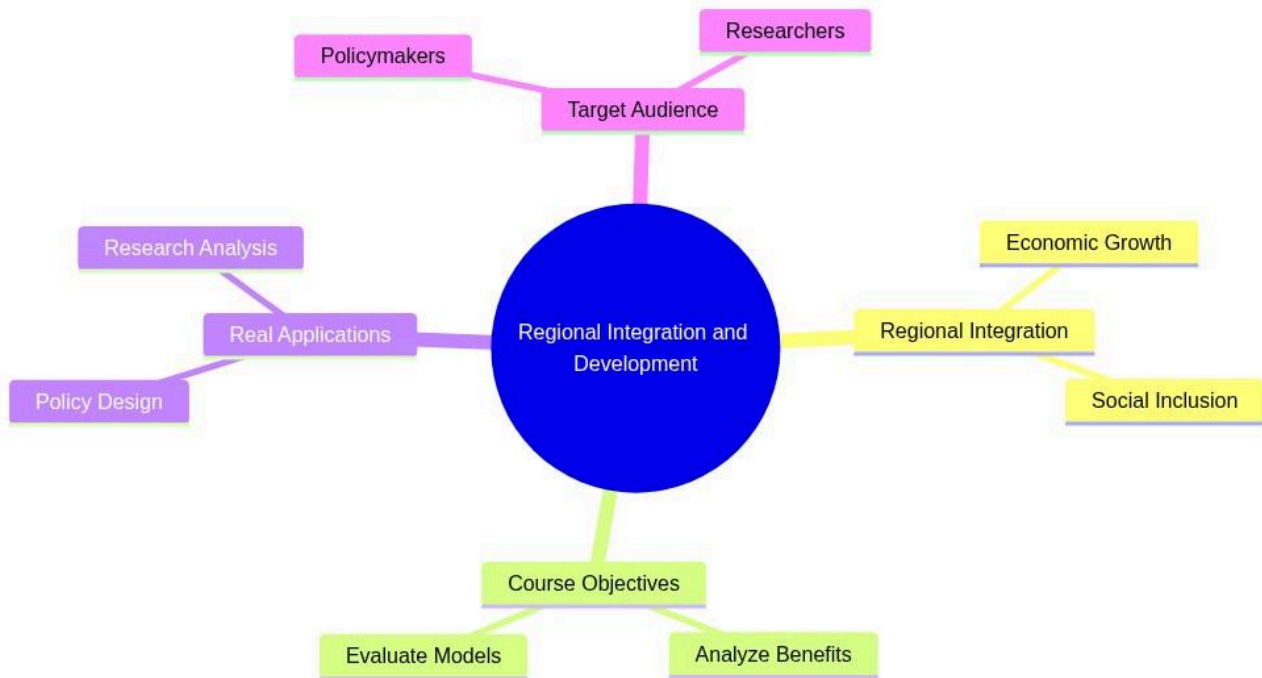 Researchers
Policymakers
Target Audience
Research Analysis
Economic Growth
Real Applications
Regional Integration and
Development
Regional Integration
Policy Design
Social Inclusion
Course Objectives
Evaluate Models
Analyze Benefits